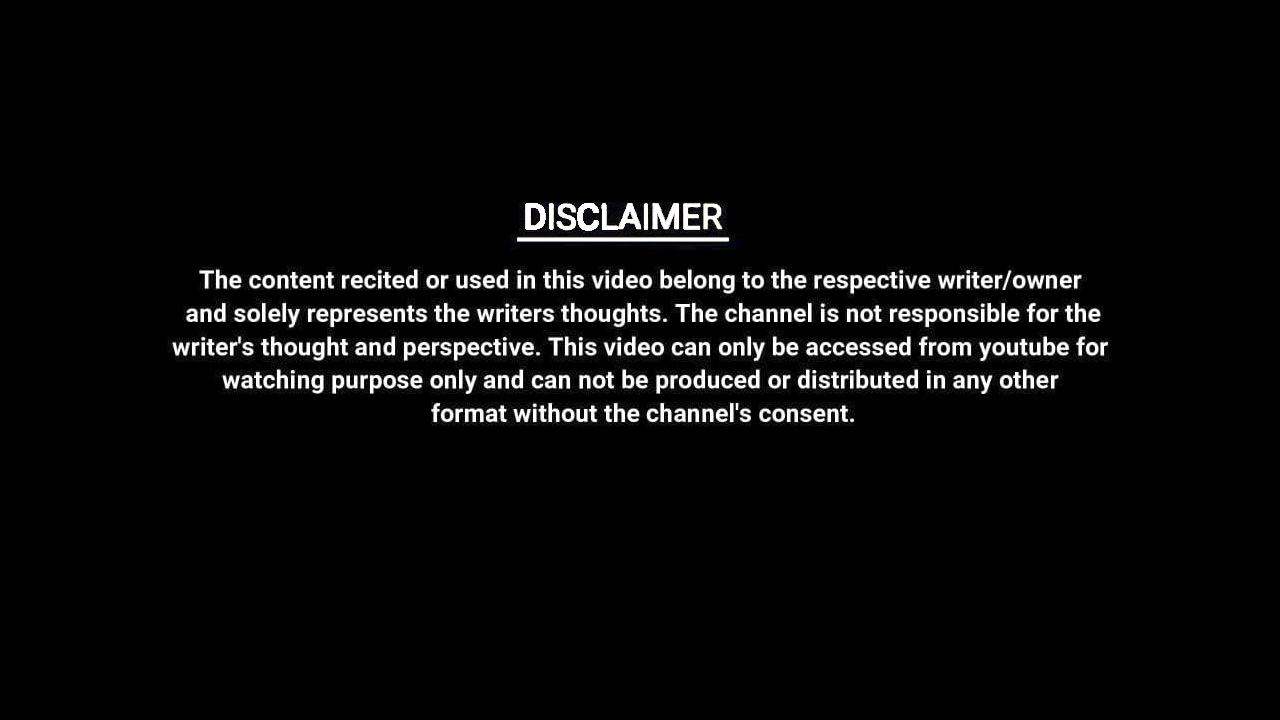 DISCLAIMER
The content recited or used in this video belong to the respective writer/owner
and solely represents the writers thoughts. The channel is not responsible for the
writer's thought and perspective. This video can only be accessed from youtube for
watching purpose only and can not be produced or distributed in any other
format without the channel's consent.